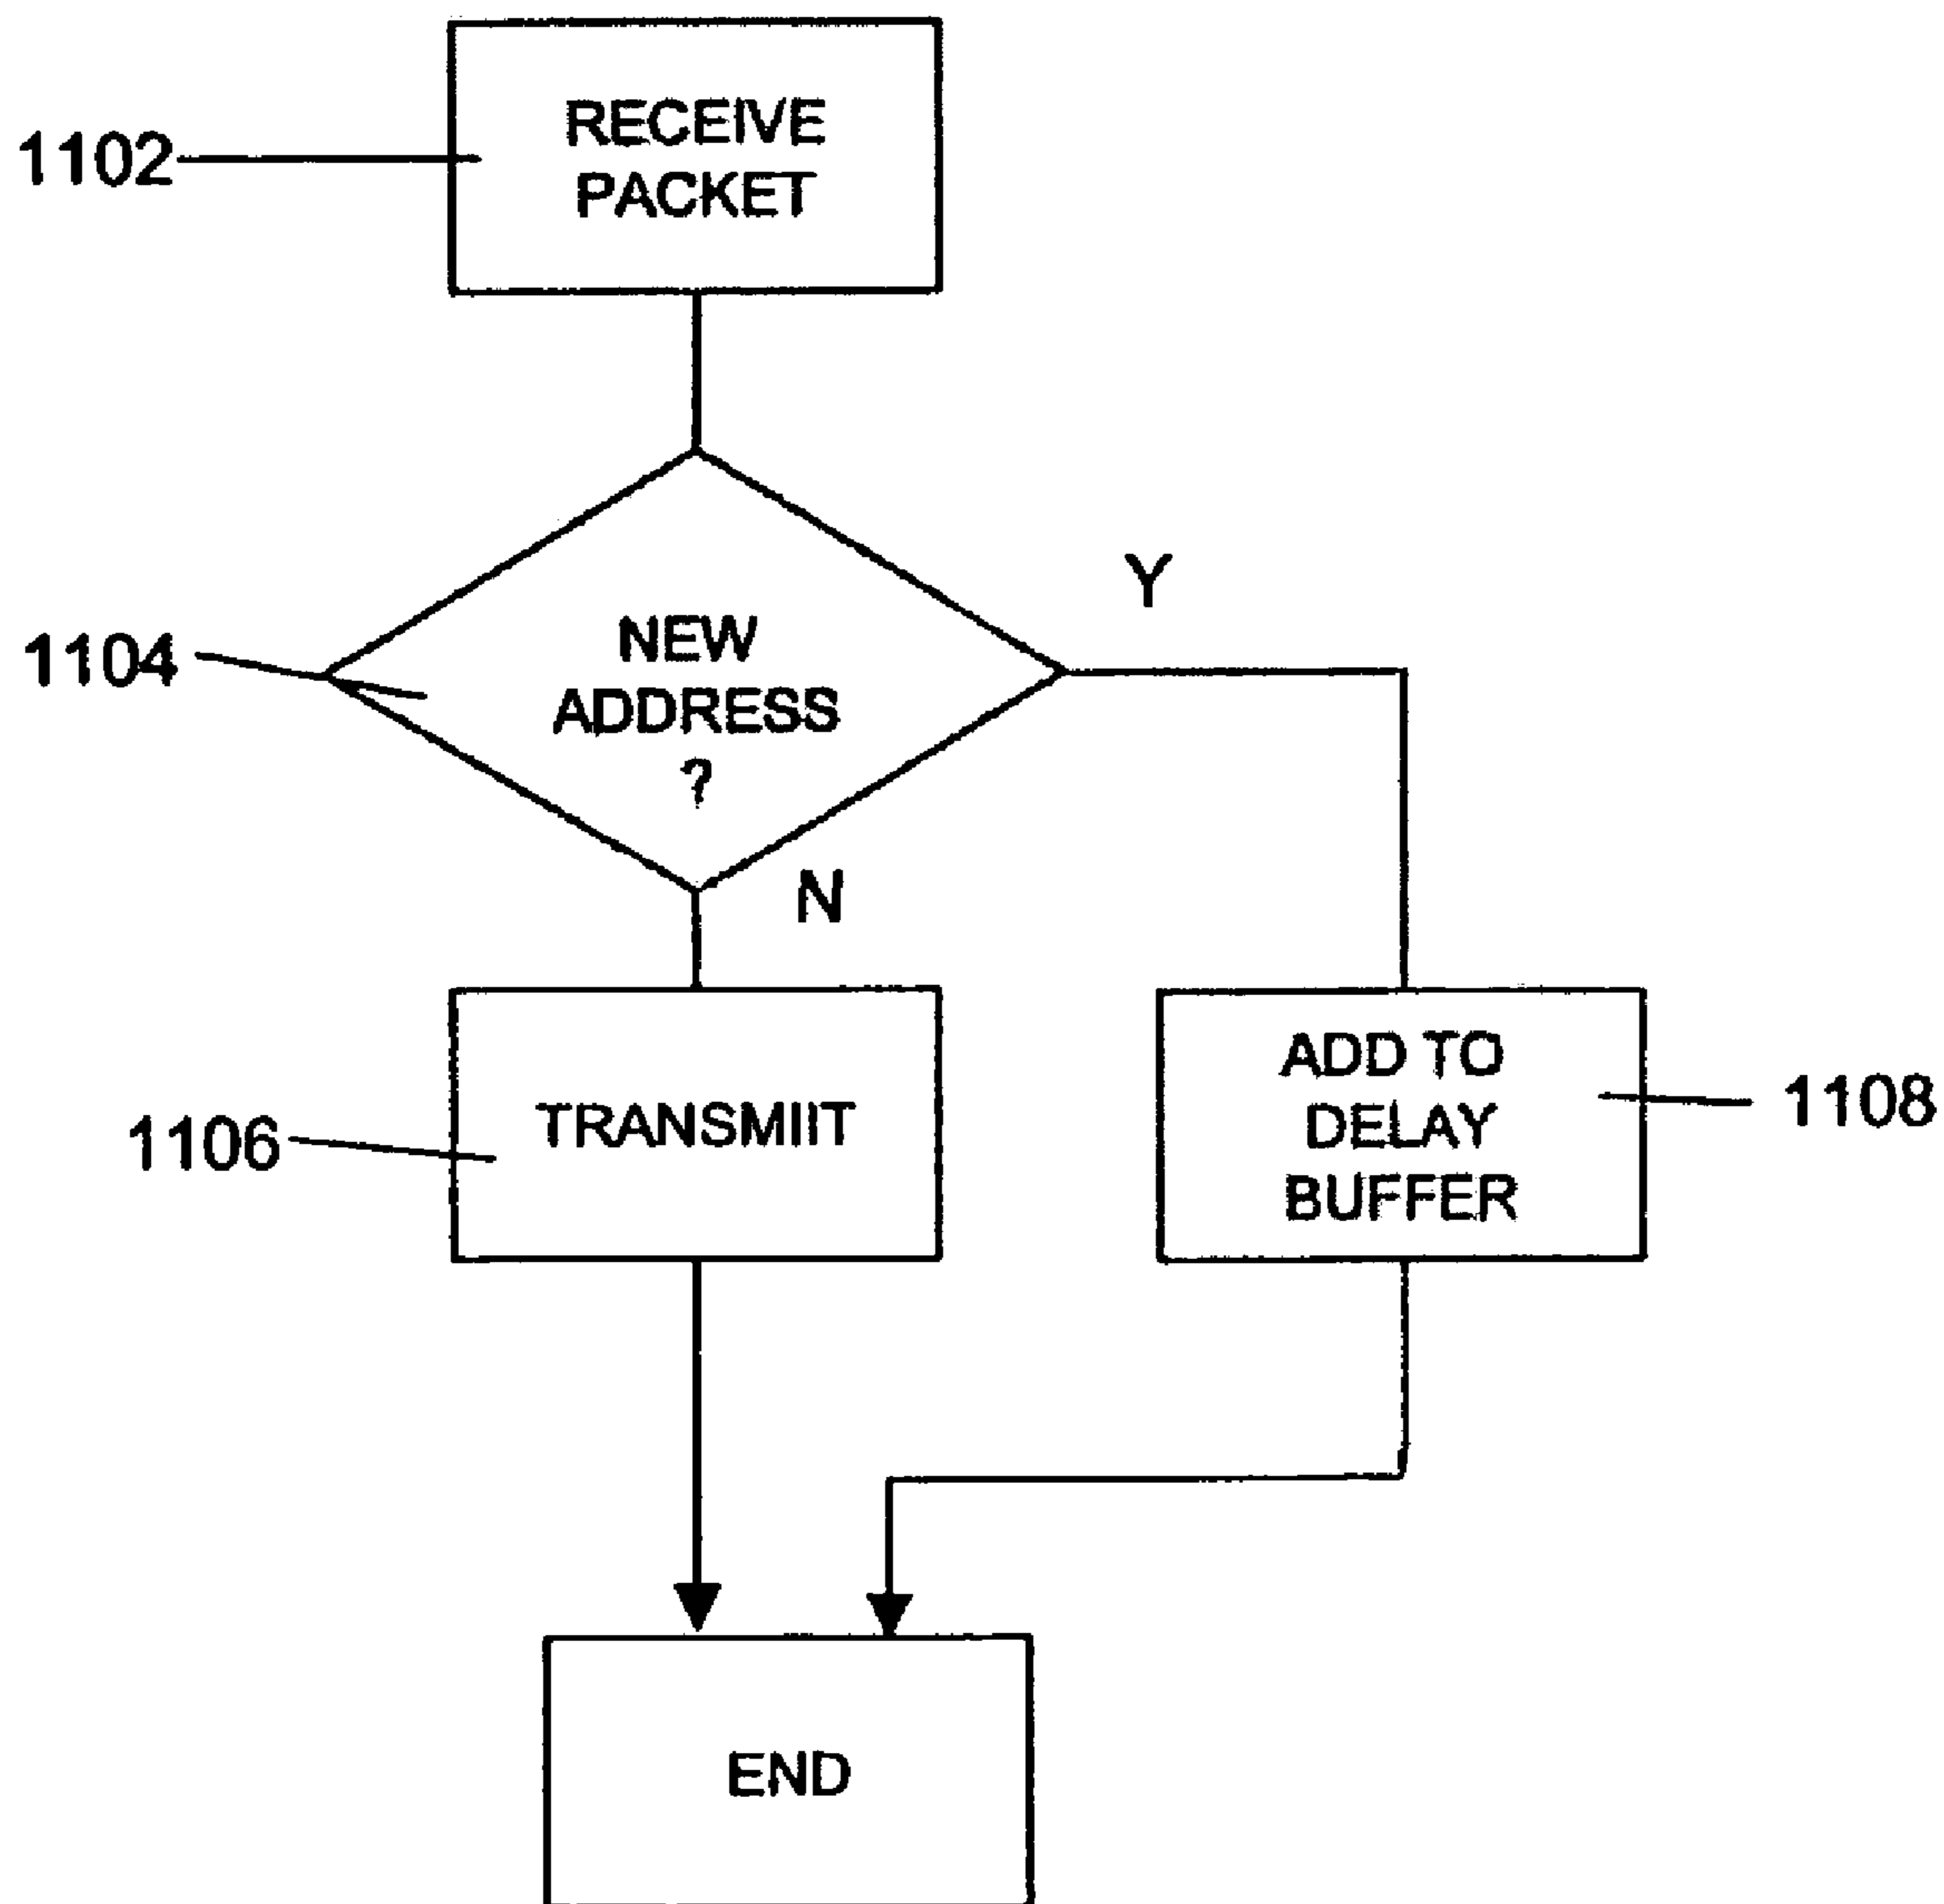 RECEIVE
PACKET
1102
Y
NEW
ADDRESS
?
1104
N
TRANSMIIT
1106
ADD TO
DELAY
BUFFER
1108
END